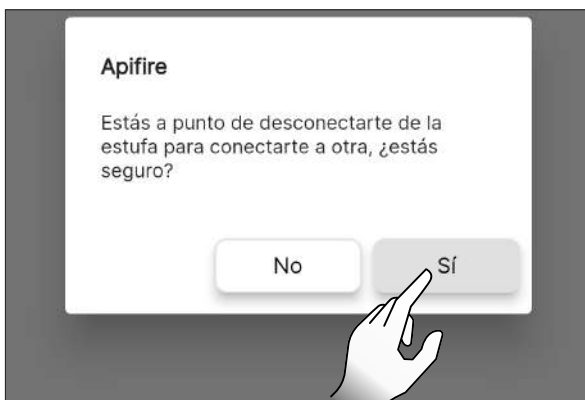 Apifire
Estás a punto de desconectarte de la
estufa para conectarte a otra, ¿estás
seguro?
No
Sí